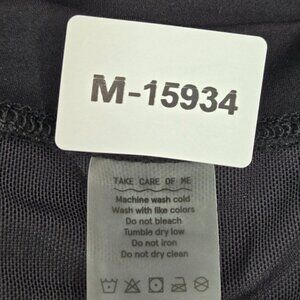 M-15934
TAKE CARE OF ME
Machine wash cold
Wash with like colors
Do not bleach
Tumble dry low
Do not iron
Do not dry clean